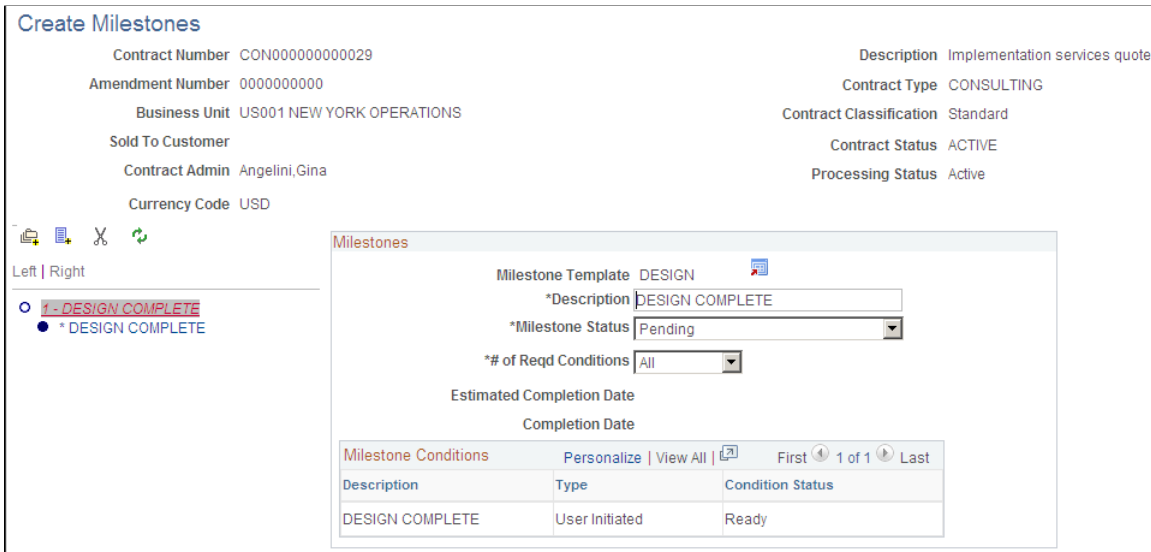 Create Milestones
Contract Number CON000000000029
Description Implementation services quote
Amendment Number 0000000000
Contract Type CONSULTING
Business Unit US001 NEW YORK OPERATIONS
Contract Classification Standard
Sold To Customer
Contract Status ACTIVE
Contract Admin Angelini,Gina
Processing Status Active
Currency Code USD
Left | Right
1 - DESIGN COMPLETE
* DESIGN COMPLETE
Milestones
Milestone Template DESIGN
*Description DESIGN COMPLETE
*Milestone Status Pending
*# of Reqd Conditions All
Estimated Completion Date
Completion Date
Milestone Conditions Personalize | View All | First 1 of 1 Last
Description Type Condition Status
DESIGN COMPLETE User Initiated Ready